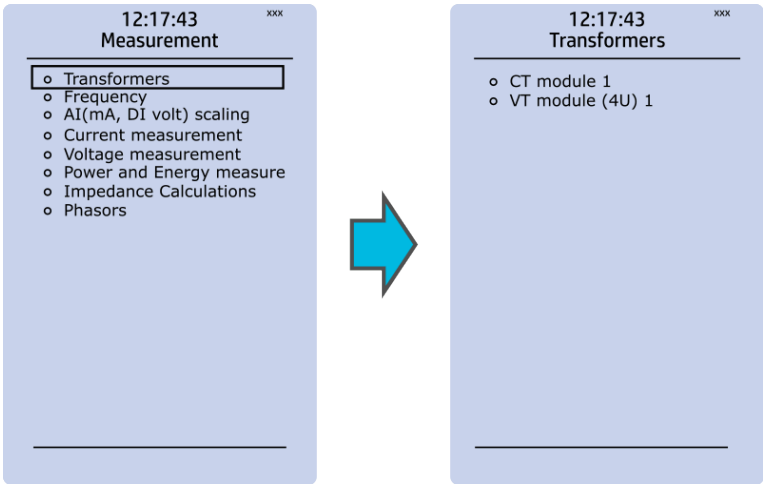 12:17:43 xxx
Measurement
Transformers
Frequency
AI(mA, DI volt) scaling
Current measurement
Voltage measurement
Power and Energy measure
Impedance Calculations
Phasors
12:17:43 xxx
Transformers
CT module 1
VT module (4U) 1